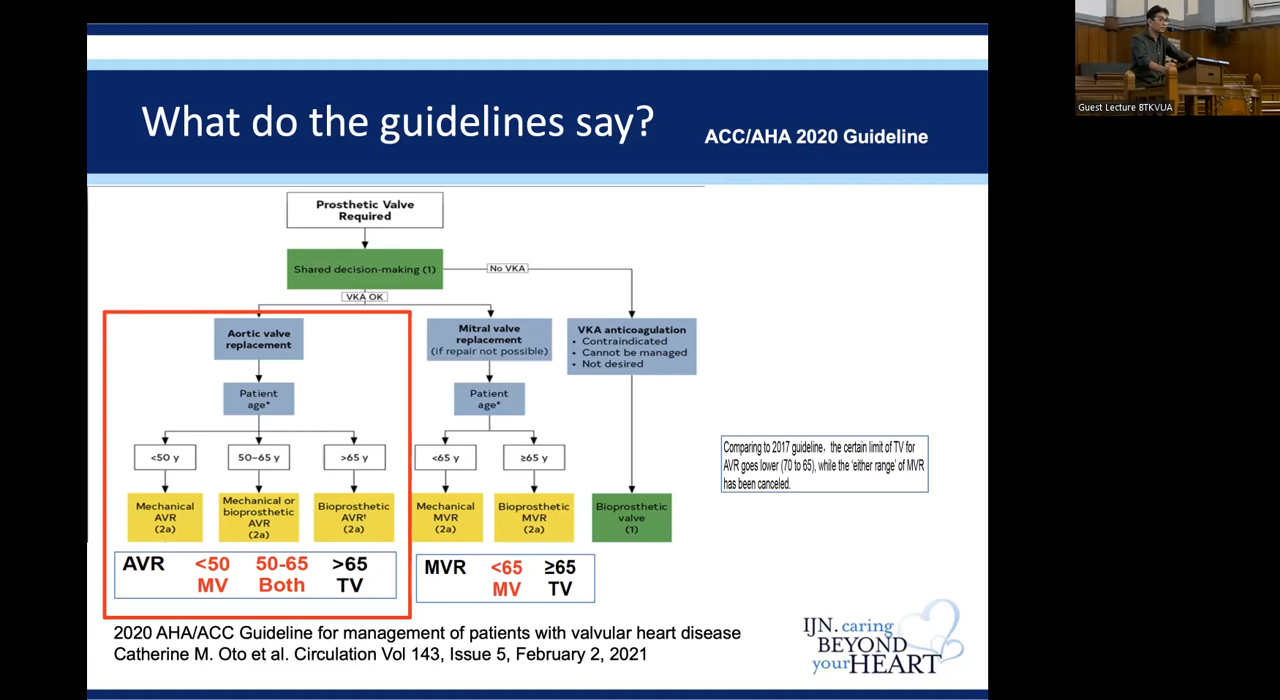 What do the guidelines say?
ACC/AHA 2020 Guideline
Guest Lecture BTKVUA
Prosthetic Valve
Required
Shared decision-making (1)
No VKA
VKA OK
Aortic valve
replacement
Mitral valve
replacement
(if repair not possible)
VKA anticoagulation
• Contraindicated
• Cannot be managed
• Not desired
Patient
age*
Patient
age*
<50 y
50–65 y
>65 y
<65 y
≥65 y
Mechanical
AVR
(2a)
Mechanical or
bioprosthetic
AVR
(2a)
Bioprosthetic
AVR†
(2a)
Mechanical
MVR
(2a)
Bioprosthetic
MVR
(2a)
Bioprosthetic
valve
(1)
Comparing to 2017 guideline, the certain limit of TV for
AVR goes lower (70 to 65), while the 'either range' of MVR
has been canceled.
AVR <50 50-65 >65
MV Both TV
MVR <65 ≥65
MV TV
2020 AHA/ACC Guideline for management of patients with valvular heart disease
Catherine M. Oto et al. Circulation Vol 143, Issue 5, February 2, 2021
IJN. caring
BEYOND
your HEART